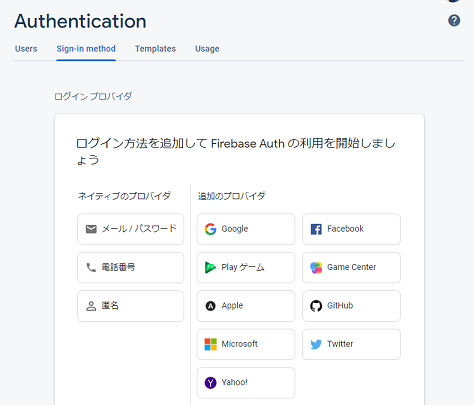 Authentication
Users Sign-in method Templates Usage
ログイン プロバイダ
ログイン方法を追加して Firebase Auth の利用を開始しまし
ょう
ネイティブのプロバイダ 追加のプロバイダ
メール / パスワード Google Facebook
電話番号 Play ゲーム Game Center
匿名 Apple GitHub
Microsoft Twitter
Yahoo!